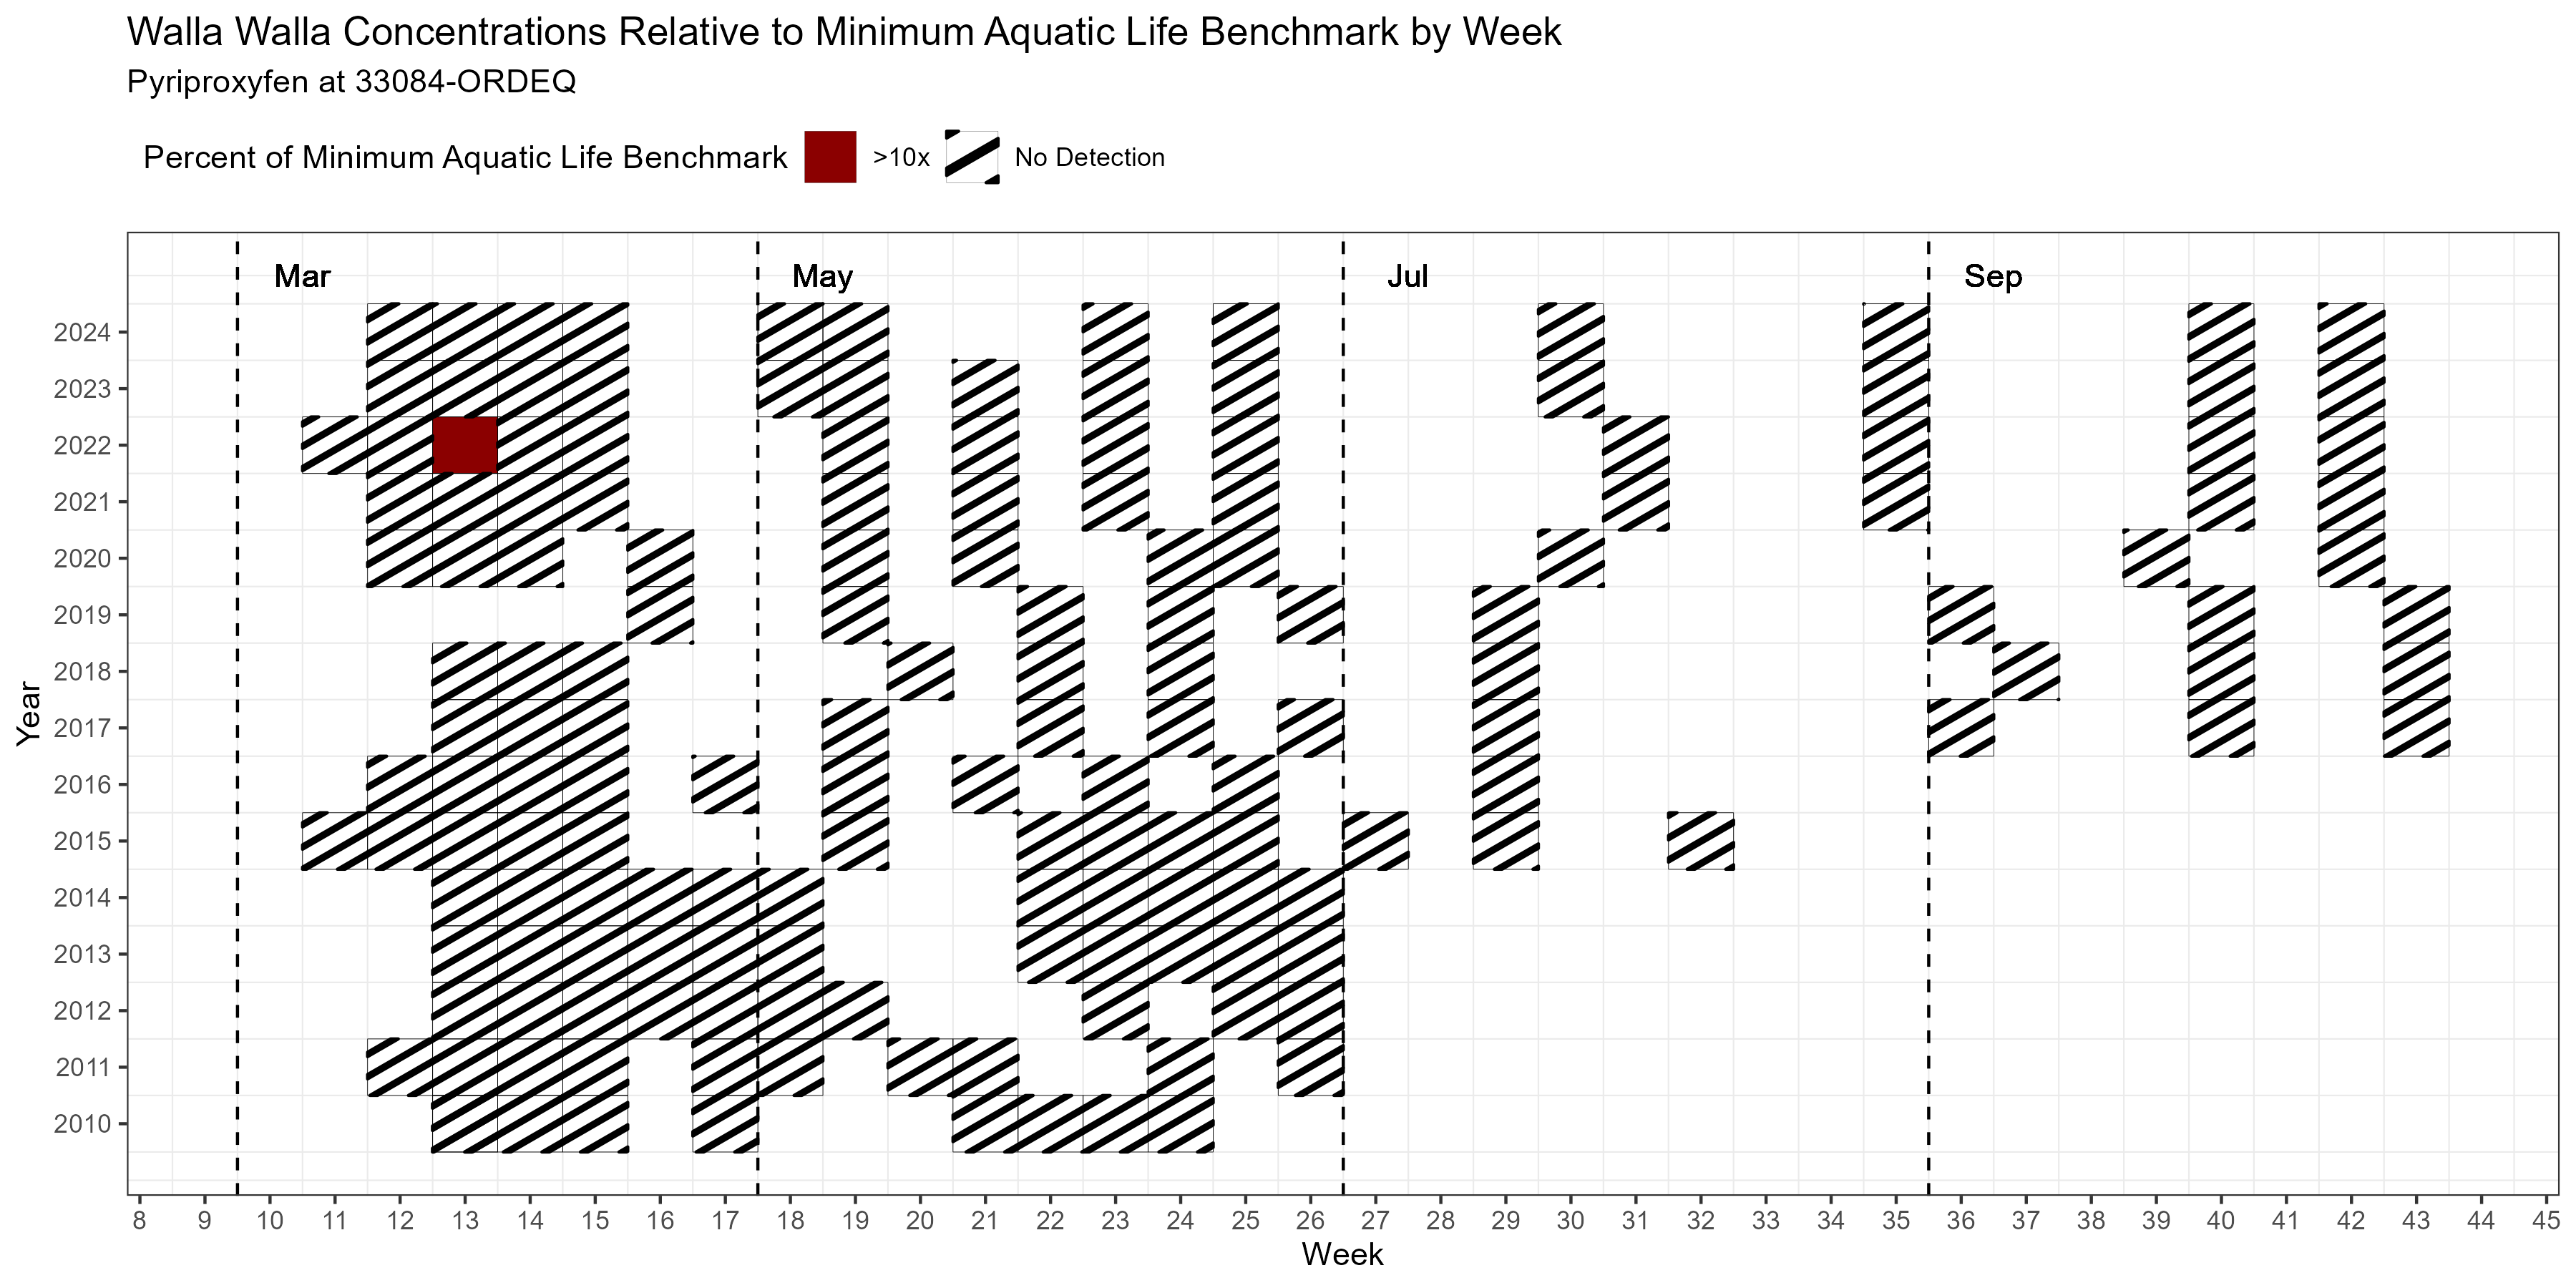 Walla Walla Concentrations Relative to Minimum Aquatic Life Benchmark by Week
Pyriproxyfen at 33084-ORDEQ
Percent of Minimum Aquatic Life Benchmark >10x No Detection
Mar May Jul Sep
2024
2023
2022
2021
2020
2019
2018
2017
2016
2015
2014
2013
2012
2011
2010
Year
8 9 10 11 12 13 14 15 16 17 18 19 20 21 22 23 24 25 26 27 28 29 30 31 32 33 34 35 36 37 38 39 40 41 42 43 44 45
Week